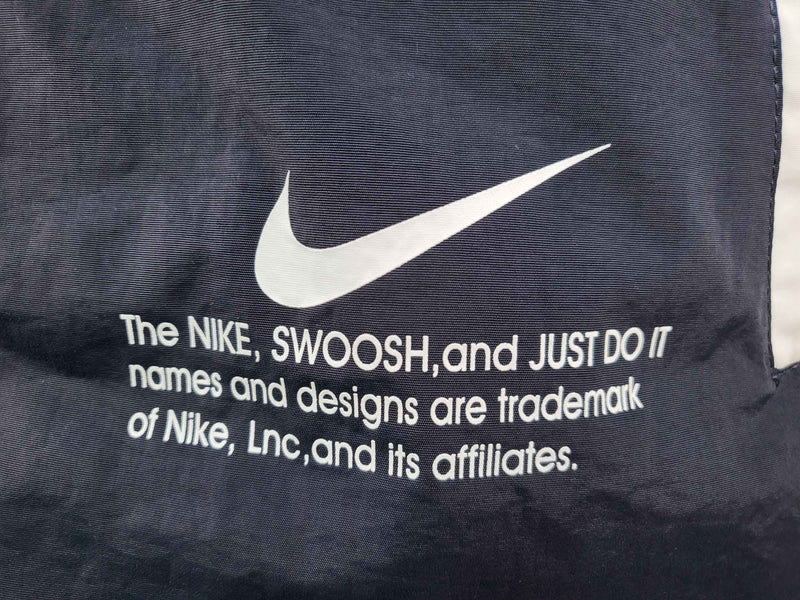 The NIKE, SWOOSH,and JUST DO IT
names and designs are trademark
of Nike, Lnc,and its affiliates.